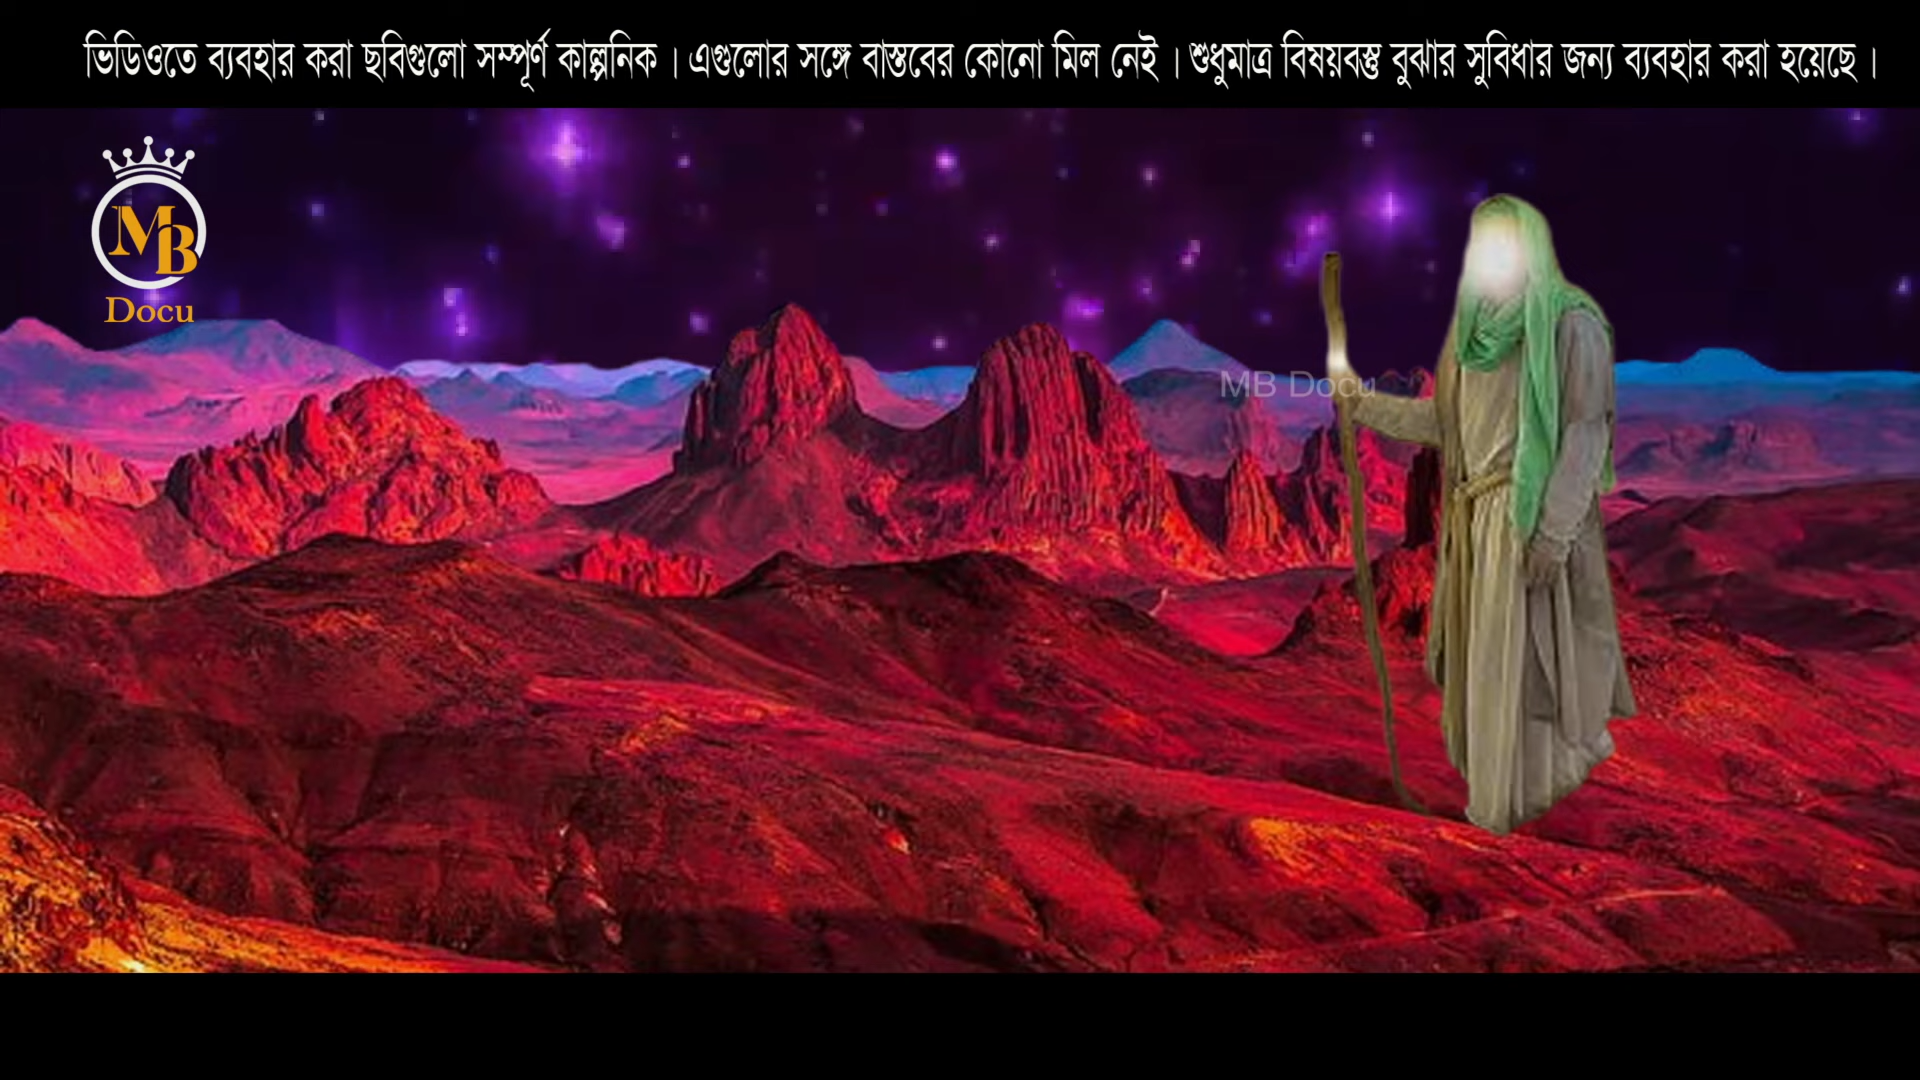 ভিডিওতে ব্যবহার করা ছবিগুলো সম্পূর্ণ কাল্পনিক। এগুলোর সঙ্গে বাস্তবের কোনো মিল নেই। শুধুমাত্র বিষয়বস্তু বুঝার সুবিধার জন্য ব্যবহার করা হয়েছে।
MB
Docu
MB Docu